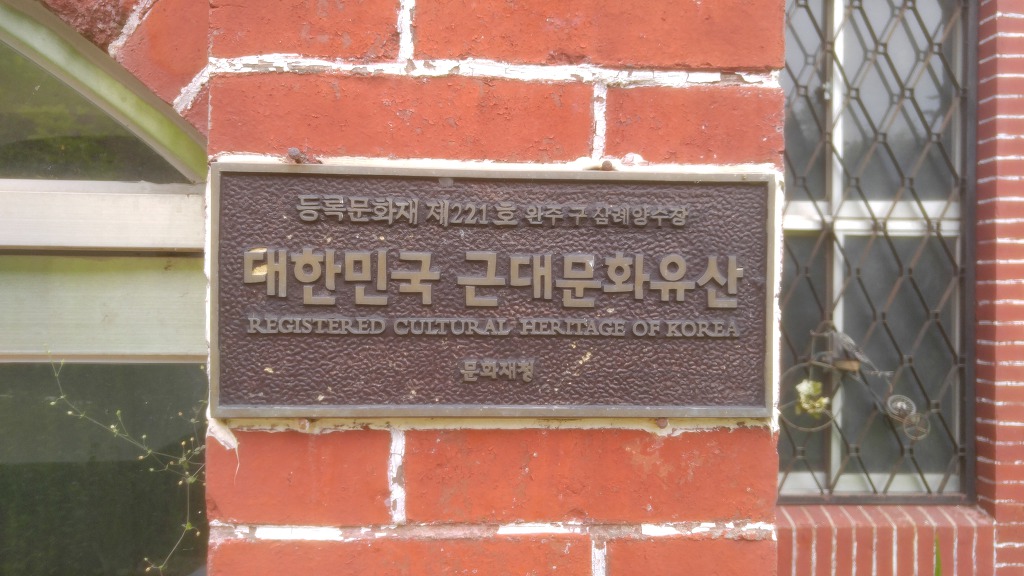 등록문화재 제221호 완주 구 삼례양수장
대한민국 근대문화유산
REGISTERED CULTURAL HERITAGE OF KOREA
문화재청